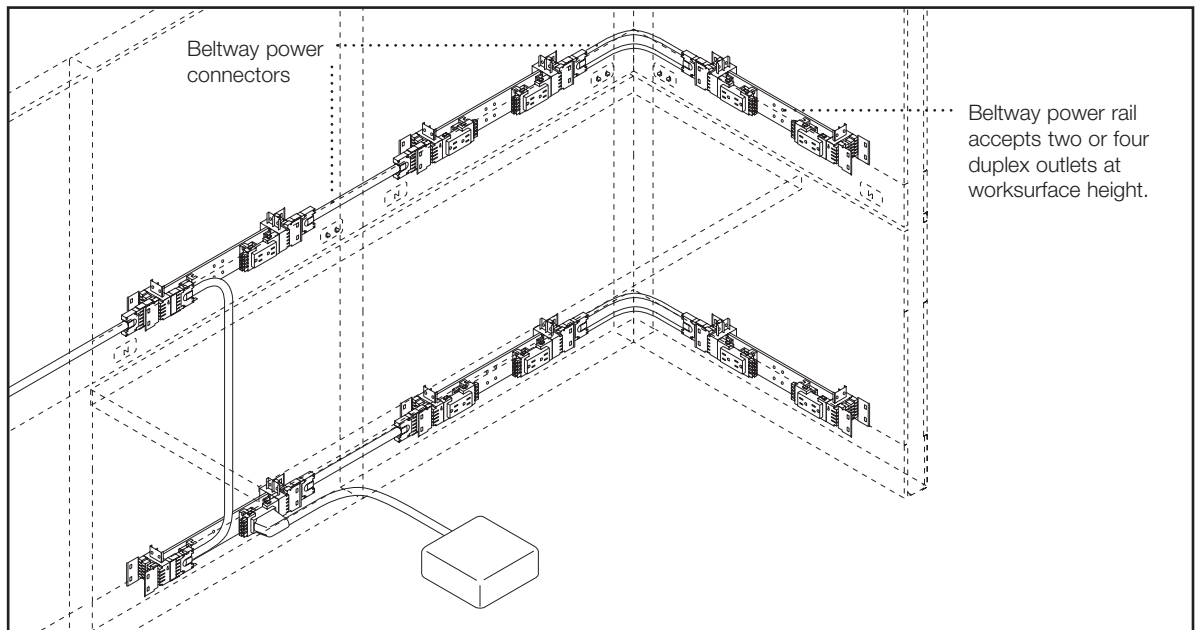 Beltway power
connectors
Beltway power rail
accepts two or four
duplex outlets at
worksurface height.